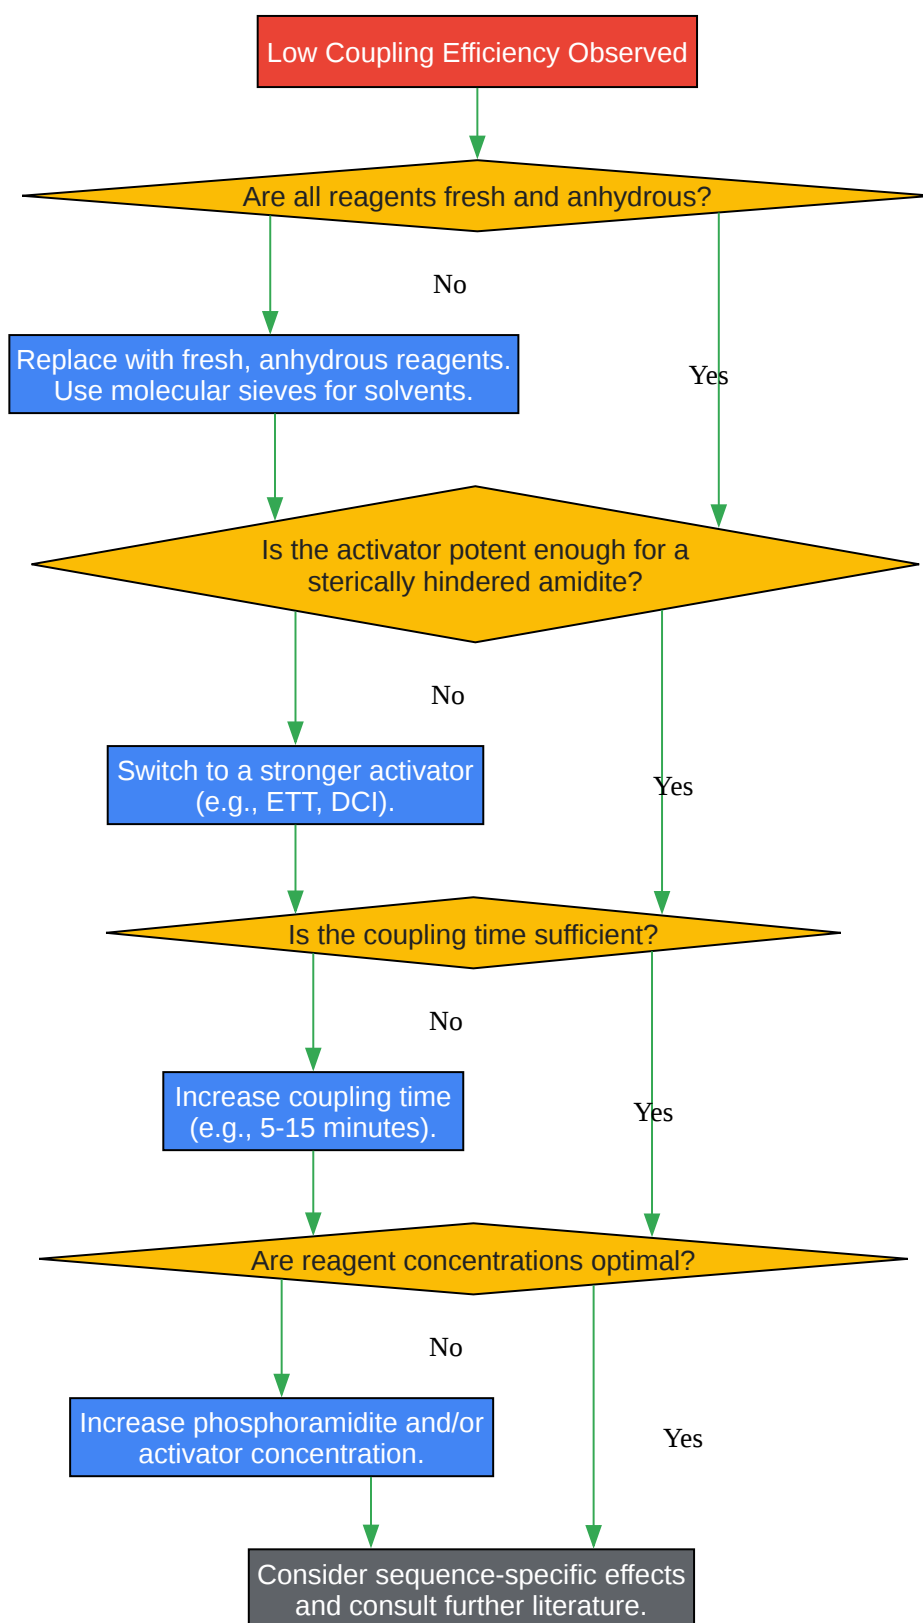 Low Coupling Efficiency Observed
Are all reagents fresh and anhydrous?
No
Replace with fresh, anhydrous reagents.
Use molecular sieves for solvents.
Yes
Is the activator potent enough for a
sterically hindered amidite?
No
Switch to a stronger activator
(e.g., ETT, DCI).
Yes
Is the coupling time sufficient?
No
Increase coupling time
(e.g., 5-15 minutes).
Yes
Are reagent concentrations optimal?
No
Increase phosphoramidite and/or
activator concentration.
Yes
Consider sequence-specific effects
and consult further literature.